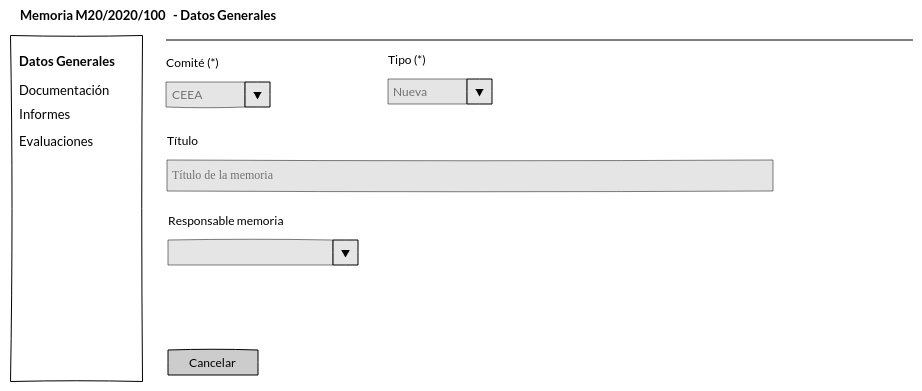 Memoria M20/2020/100 - Datos Generales
Datos Generales
Documentación
Informes
Evaluaciones
Comité (*)
Tipo (*)
CEEA
Nueva
Título
Título de la memoria
Responsable memoria
Cancelar